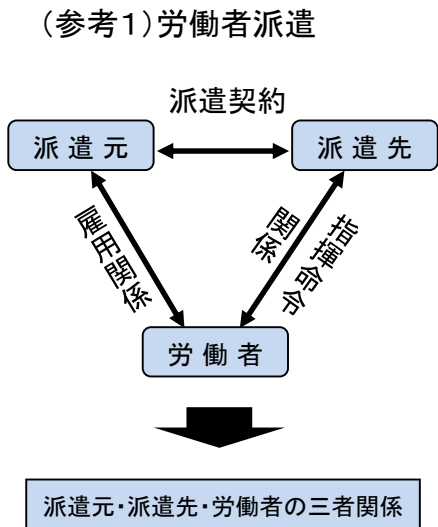 (参考1)労働者派遣
派遣契約
派遣元
派遣先
雇用関係
指揮命令
関係
労働者
派遣元・派遣先・労働者の三者関係